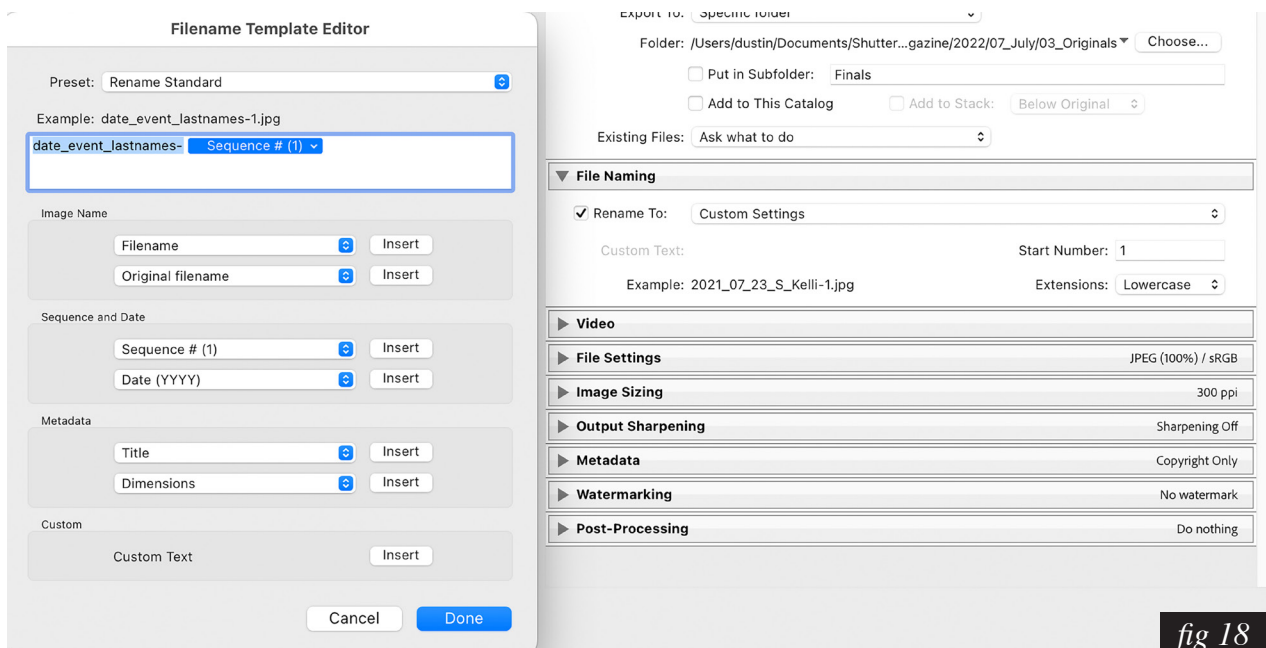 Filename Template Editor
Preset: Rename Standard
Example: date_event_lastnames-1.jpg
date_event_lastnames- Sequence # (1)
Image Name
Filename Insert
Original filename Insert
Sequence and Date
Sequence # (1) Insert
Date (YYYY) Insert
Metadata
Title Insert
Dimensions Insert
Custom
Custom Text Insert
Cancel Done
Export To: Specific folder
Folder: /Users/dustin/Documents/Shutter...gazine/2022/07_July/03_Originals Choose...
Put in Subfolder: Finals
Add to This Catalog Add to Stack: Below Original
Existing Files: Ask what to do
File Naming
Rename To: Custom Settings
Custom Text: Start Number: 1
Example: 2021_07_23_S_Kelli-1.jpg Extensions: Lowercase
Video
File Settings JPEG (100%) / sRGB
Image Sizing 300 ppi
Output Sharpening Sharpening Off
Metadata Copyright Only
Watermarking No watermark
Post-Processing Do nothing
fig 18